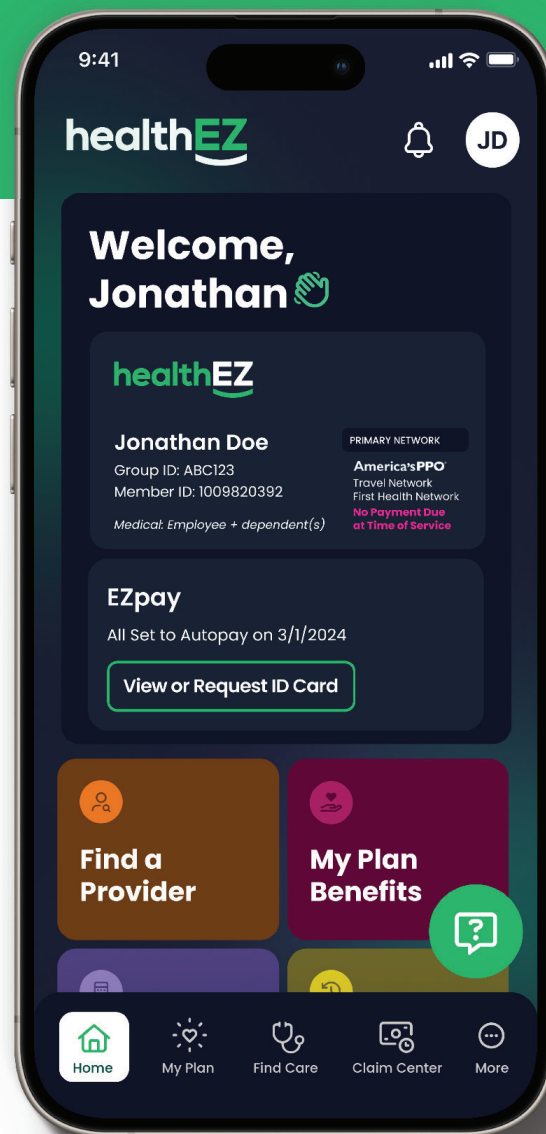 9:41
healthEZ
JD
Welcome,
Jonathan
healthEZ
Jonathan Doe
Group ID: ABC123
Member ID: 1009820392
Medical: Employee + dependent(s)
PRIMARY NETWORK
America'sPPO
Travel Network
First Health Network
No Payment Due
at Time of Service
EZpay
All Set to Autopay on 3/1/2024
View or Request ID Card
Find a
Provider
My Plan
Benefits
?
Home
My Plan
Find Care
Claim Center
More